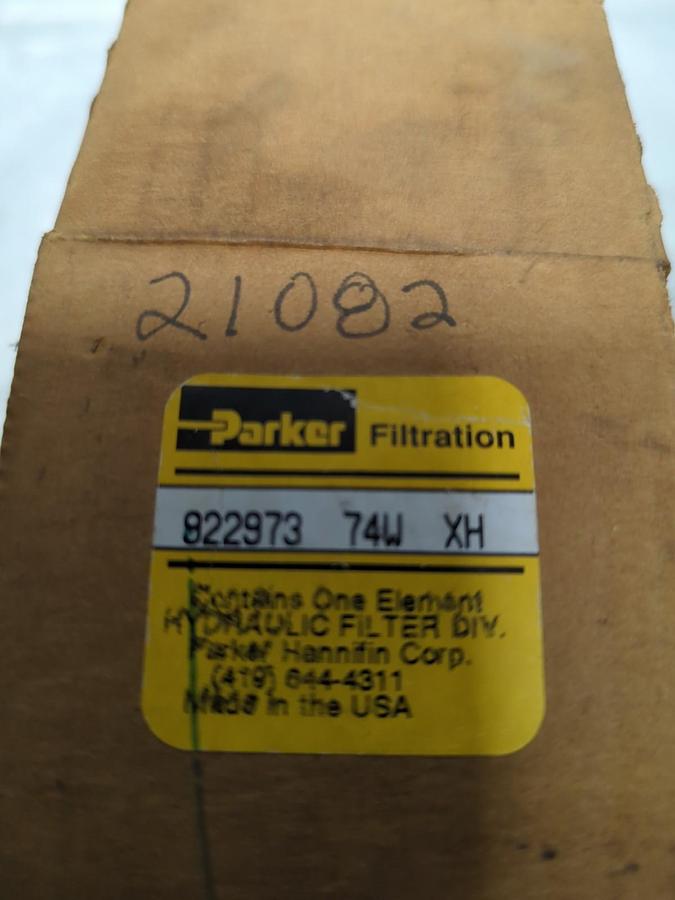 21082
Parker Filtration
922973 74W XH
Contains One Element
HYDRAULIC FILTER DIV.
Parker Hannifin Corp.
(419) 644-4311
Made in the USA